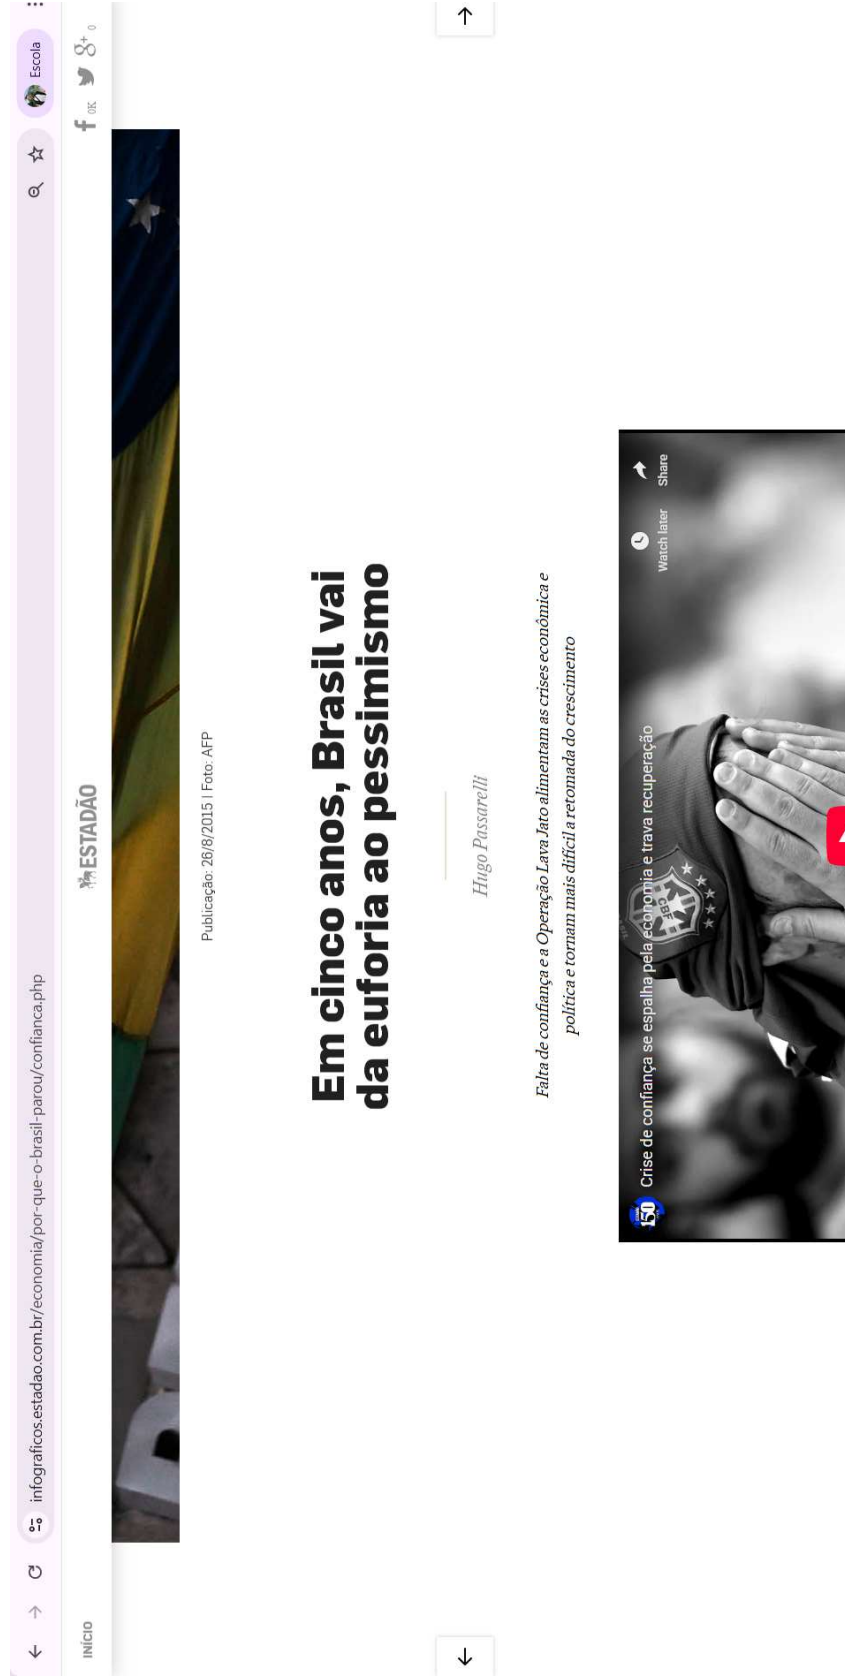 Escola
infograficos.estadao.com.br/economia/por-que-o-brasil-parou/confianca.php
INÍCIO
ESTADÃO
0K
0
Publicação: 26/8/2015 | Foto: AFP
Em cinco anos, Brasil vai
da euforia ao pessimismo
Hugo Passarelli
Falta de confiança e a Operação Lava Jato alimentam as crises econômica e
política e tornam mais difícil a retomada do crescimento
150
Crise de confiança se espalha pela economia e trava recuperação
Watch later
Share
CBF